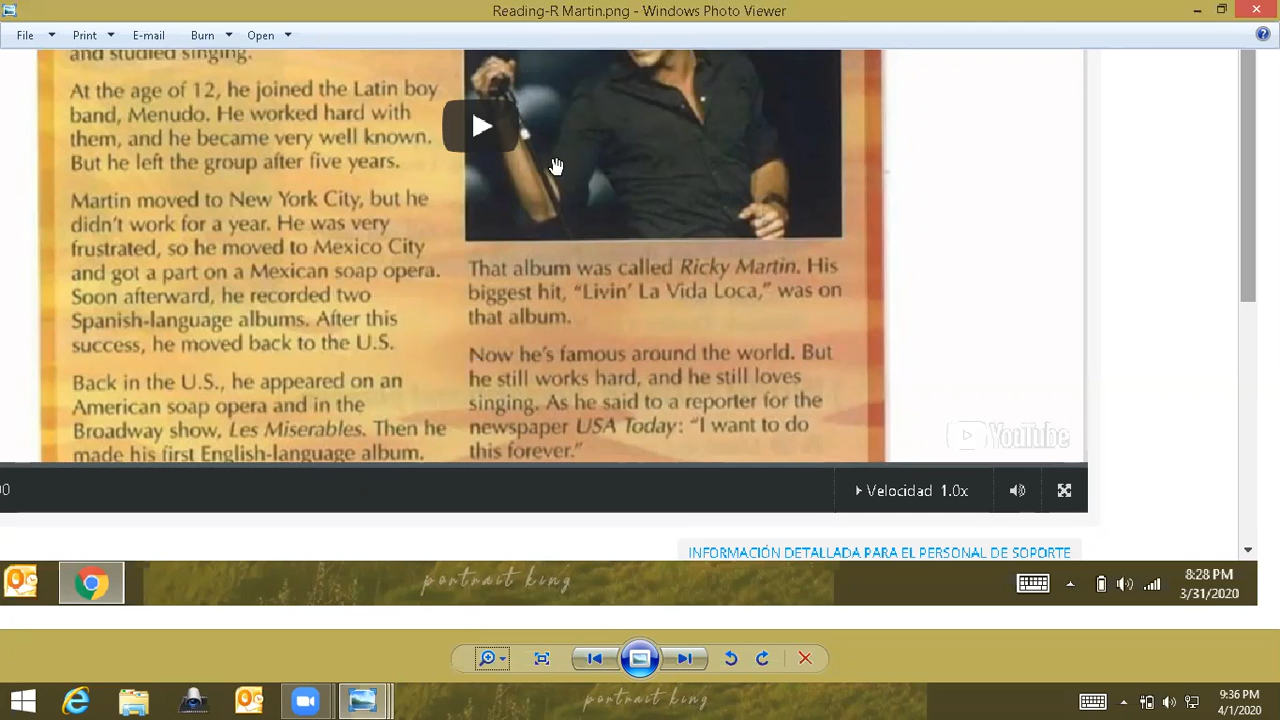 Reading-R Martin.png - Windows Photo Viewer
File Print E-mail Burn Open
and studied singing.
At the age of 12, he joined the Latin boy
band, Menudo. He worked hard with
them, and he became very well known.
But he left the group after five years.
Martin moved to New York City, but he
didn't work for a year. He was very
frustrated, so he moved to Mexico City
and got a part on a Mexican soap opera.
Soon afterward, he recorded two
Spanish-language albums. After this
success, he moved back to the U.S.
Back in the U.S., he appeared on an
American soap opera and in the
Broadway show, Les Miserables. Then he
made his first English-language album.
That album was called Ricky Martin. His
biggest hit, “Livin’ La Vida Loca,” was on
that album.
Now he's famous around the world. But
he still works hard, and he still loves
singing. As he said to a reporter for the
newspaper USA Today: “I want to do
this forever.”
YouTube
0 Velocidad 1.0x
INFORMACIÓN DETALLADA PARA EL PERSONAL DE SOPORTE
portrait king
8:28 PM
3/31/2020
portrait king
9:36 PM
4/1/2020